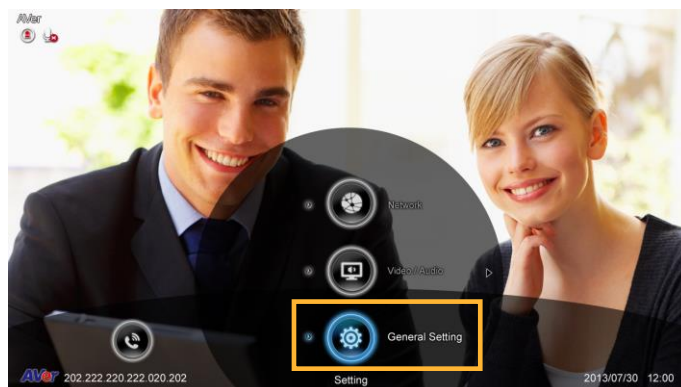 AVer
Network
Video / Audio
General Setting
AVer 202.222.220.222.020.202
Setting
2013/07/30 12:00